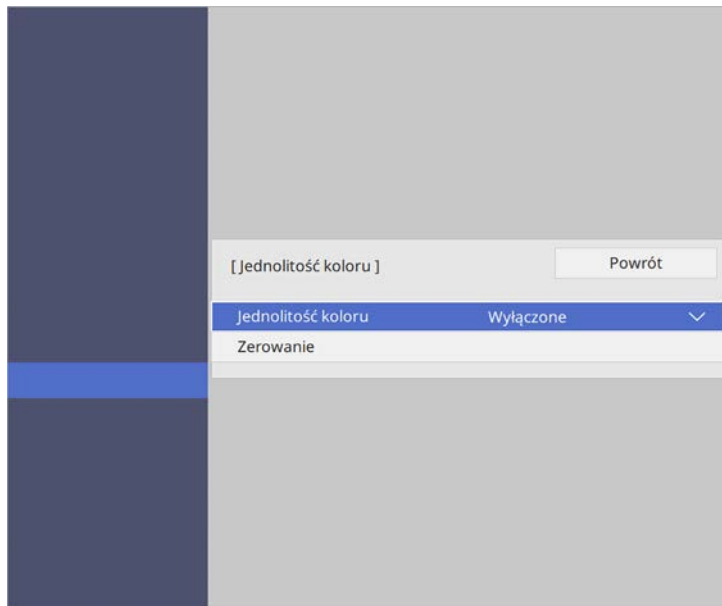 [ Jednolitość koloru ]
Powrót
Jednolitość koloru Wyłączone
Zerowanie